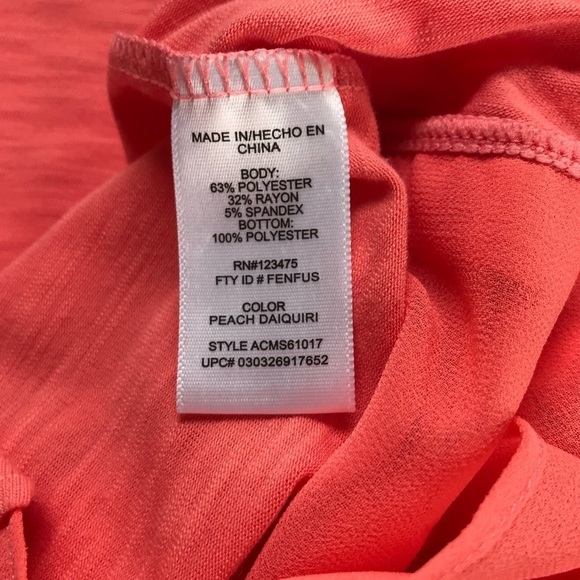 MADE IN/HECHO EN
CHINA
BODY:
63% POLYESTER
32% RAYON
5% SPANDEX
BOTTOM:
100% POLYESTER
RN#123475
FTY ID # FENFUS
COLOR
PEACH DAIQUIRI
STYLE ACMS61017
UPC# 030326917652